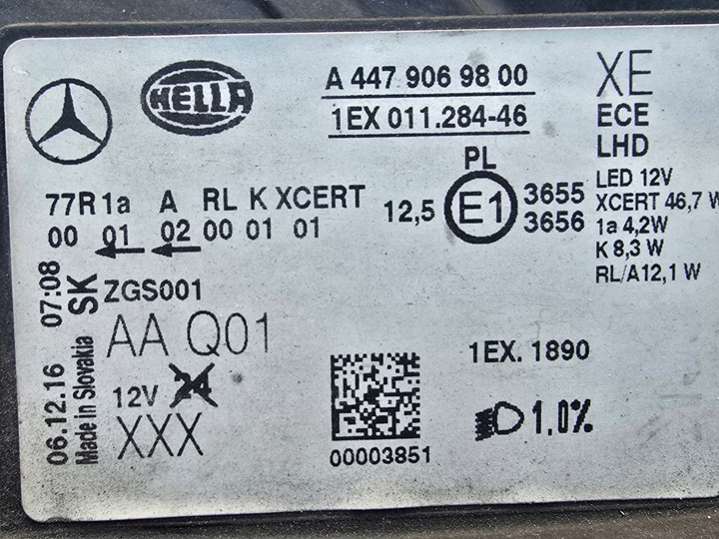 HELLA
A 447 906 98 00
1EX 011.284-46
XE
ECE
LHD
LED 12V
XCERT 46,7 W
1a 4,2W
K 8,3 W
RL/A12,1 W
PL
12,5 E1 3655
3656
77R 1a A RL K XCERT
00 01 02 00 01 01
ZGS001
AA Q01
12V 24
XXX
06.12.16 07:08
Made in Slovakia SK
00003851
1EX. 1890
1,0%